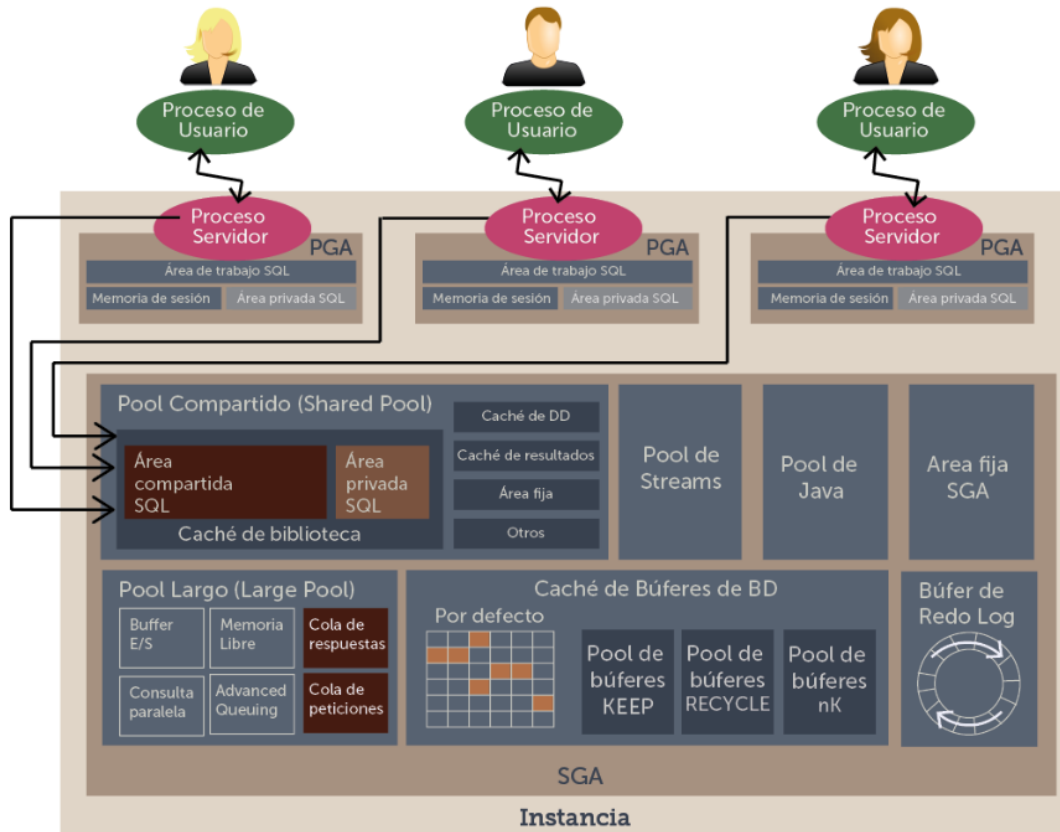 Proceso de
Usuario
Proceso de
Usuario
Proceso de
Usuario
Proceso
Servidor
PGA
Área de trabajo SQL
Memoria de sesión
Área privada SQL
Proceso
Servidor
PGA
Área de trabajo SQL
Memoria de sesión
Área privada SQL
Proceso
Servidor
PGA
Área de trabajo SQL
Memoria de sesión
Área privada SQL
Pool Compartido (Shared Pool)
Área
compartida
SQL
Área
privada
SQL
Caché de biblioteca
Caché de DD
Caché de resultados
Área fija
Otros
Pool de
Streams
Pool de
Java
Area fija
SGA
Pool Largo (Large Pool)
Buffer
E/S
Memoria
Libre
Cola de
respuestas
Consulta
paralela
Advanced
Queuing
Cola de
peticiones
Caché de Búferes de BD
Por defecto
Pool de
búferes
KEEP
Pool de
búferes
RECYCLE
Pool de
búferes
nK
Búfer de
Redo Log
SGA
Instancia